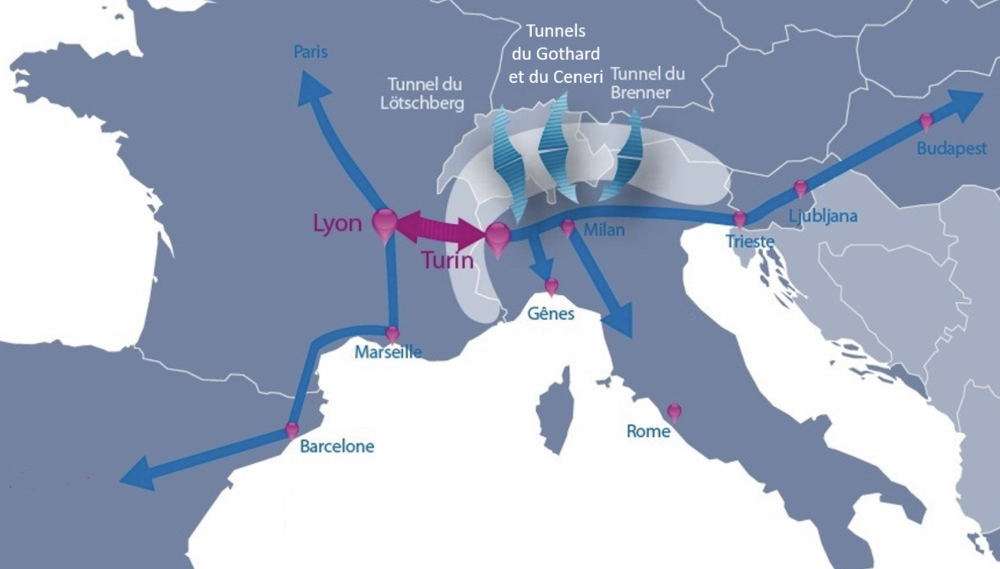 Tunnels
du Gothard
et du Ceneri
Paris
Tunnel du
Lötschberg
Tunnel du
Brenner
Budapest
Lyon
Turin
Milan
Ljubljana
Trieste
Gênes
Marseille
Rome
Barcelone